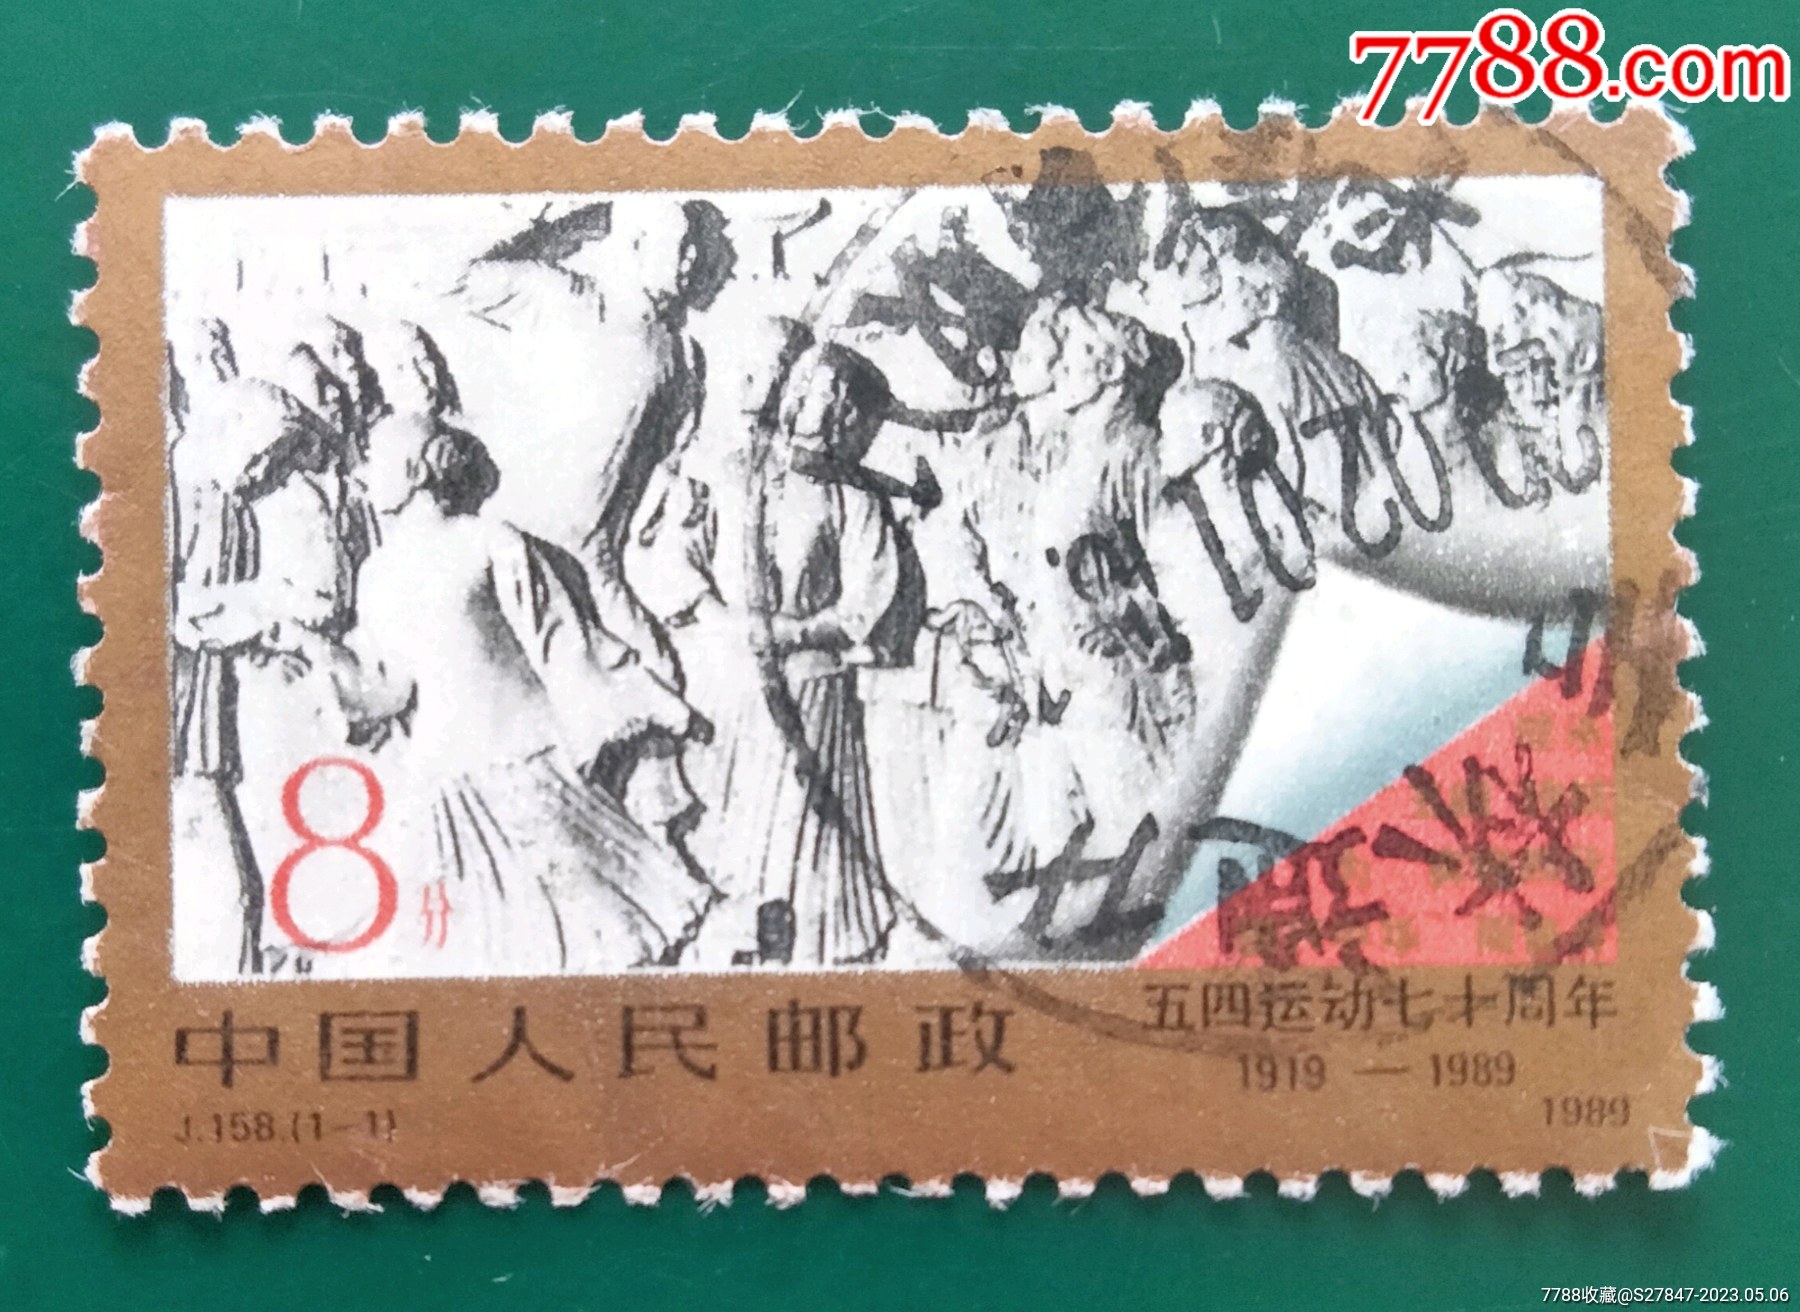 7788.com
8分
中国人民邮政
五四运动七十周年
1919—1989
J.158.(1-1)
1989
7788收藏@S27847-2023.05.06